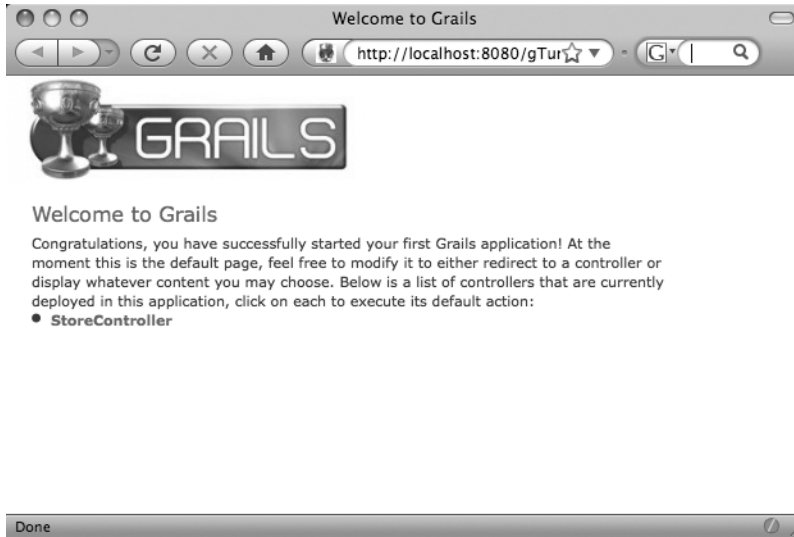 Welcome to Grails
http://localhost:8080/gTur
G
GRAILS
Welcome to Grails
Congratulations, you have successfully started your first Grails application! At the
moment this is the default page, feel free to modify it to either redirect to a controller or
display whatever content you may choose. Below is a list of controllers that are currently
deployed in this application, click on each to execute its default action:
StoreController
Done